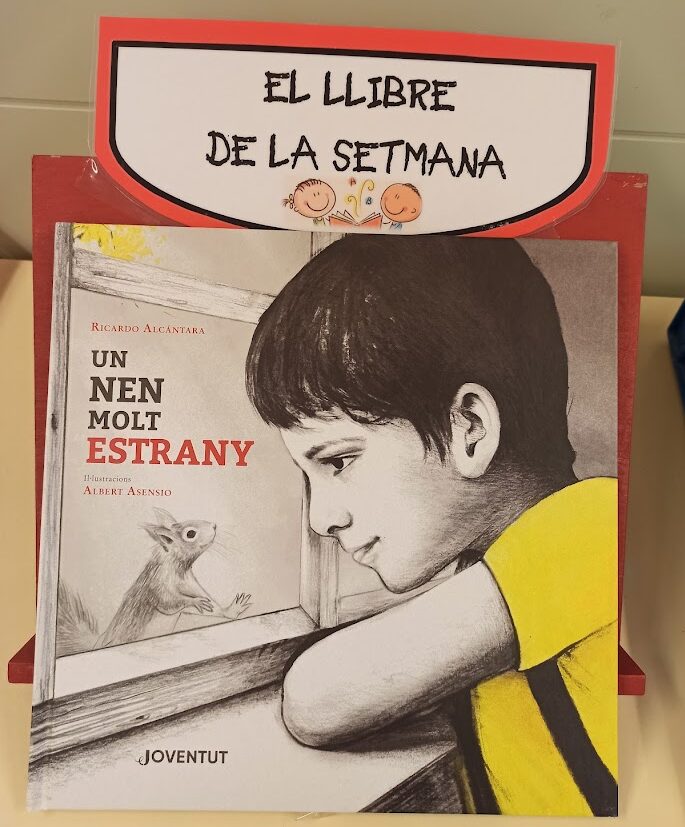 EL LLIBRE
DE LA SETMANA
RICARDO ALCÁNTARA
UN
NEN
MOLT
ESTRANY
Il·lustracions
ALBERT ASENSIO
JOVENTUT